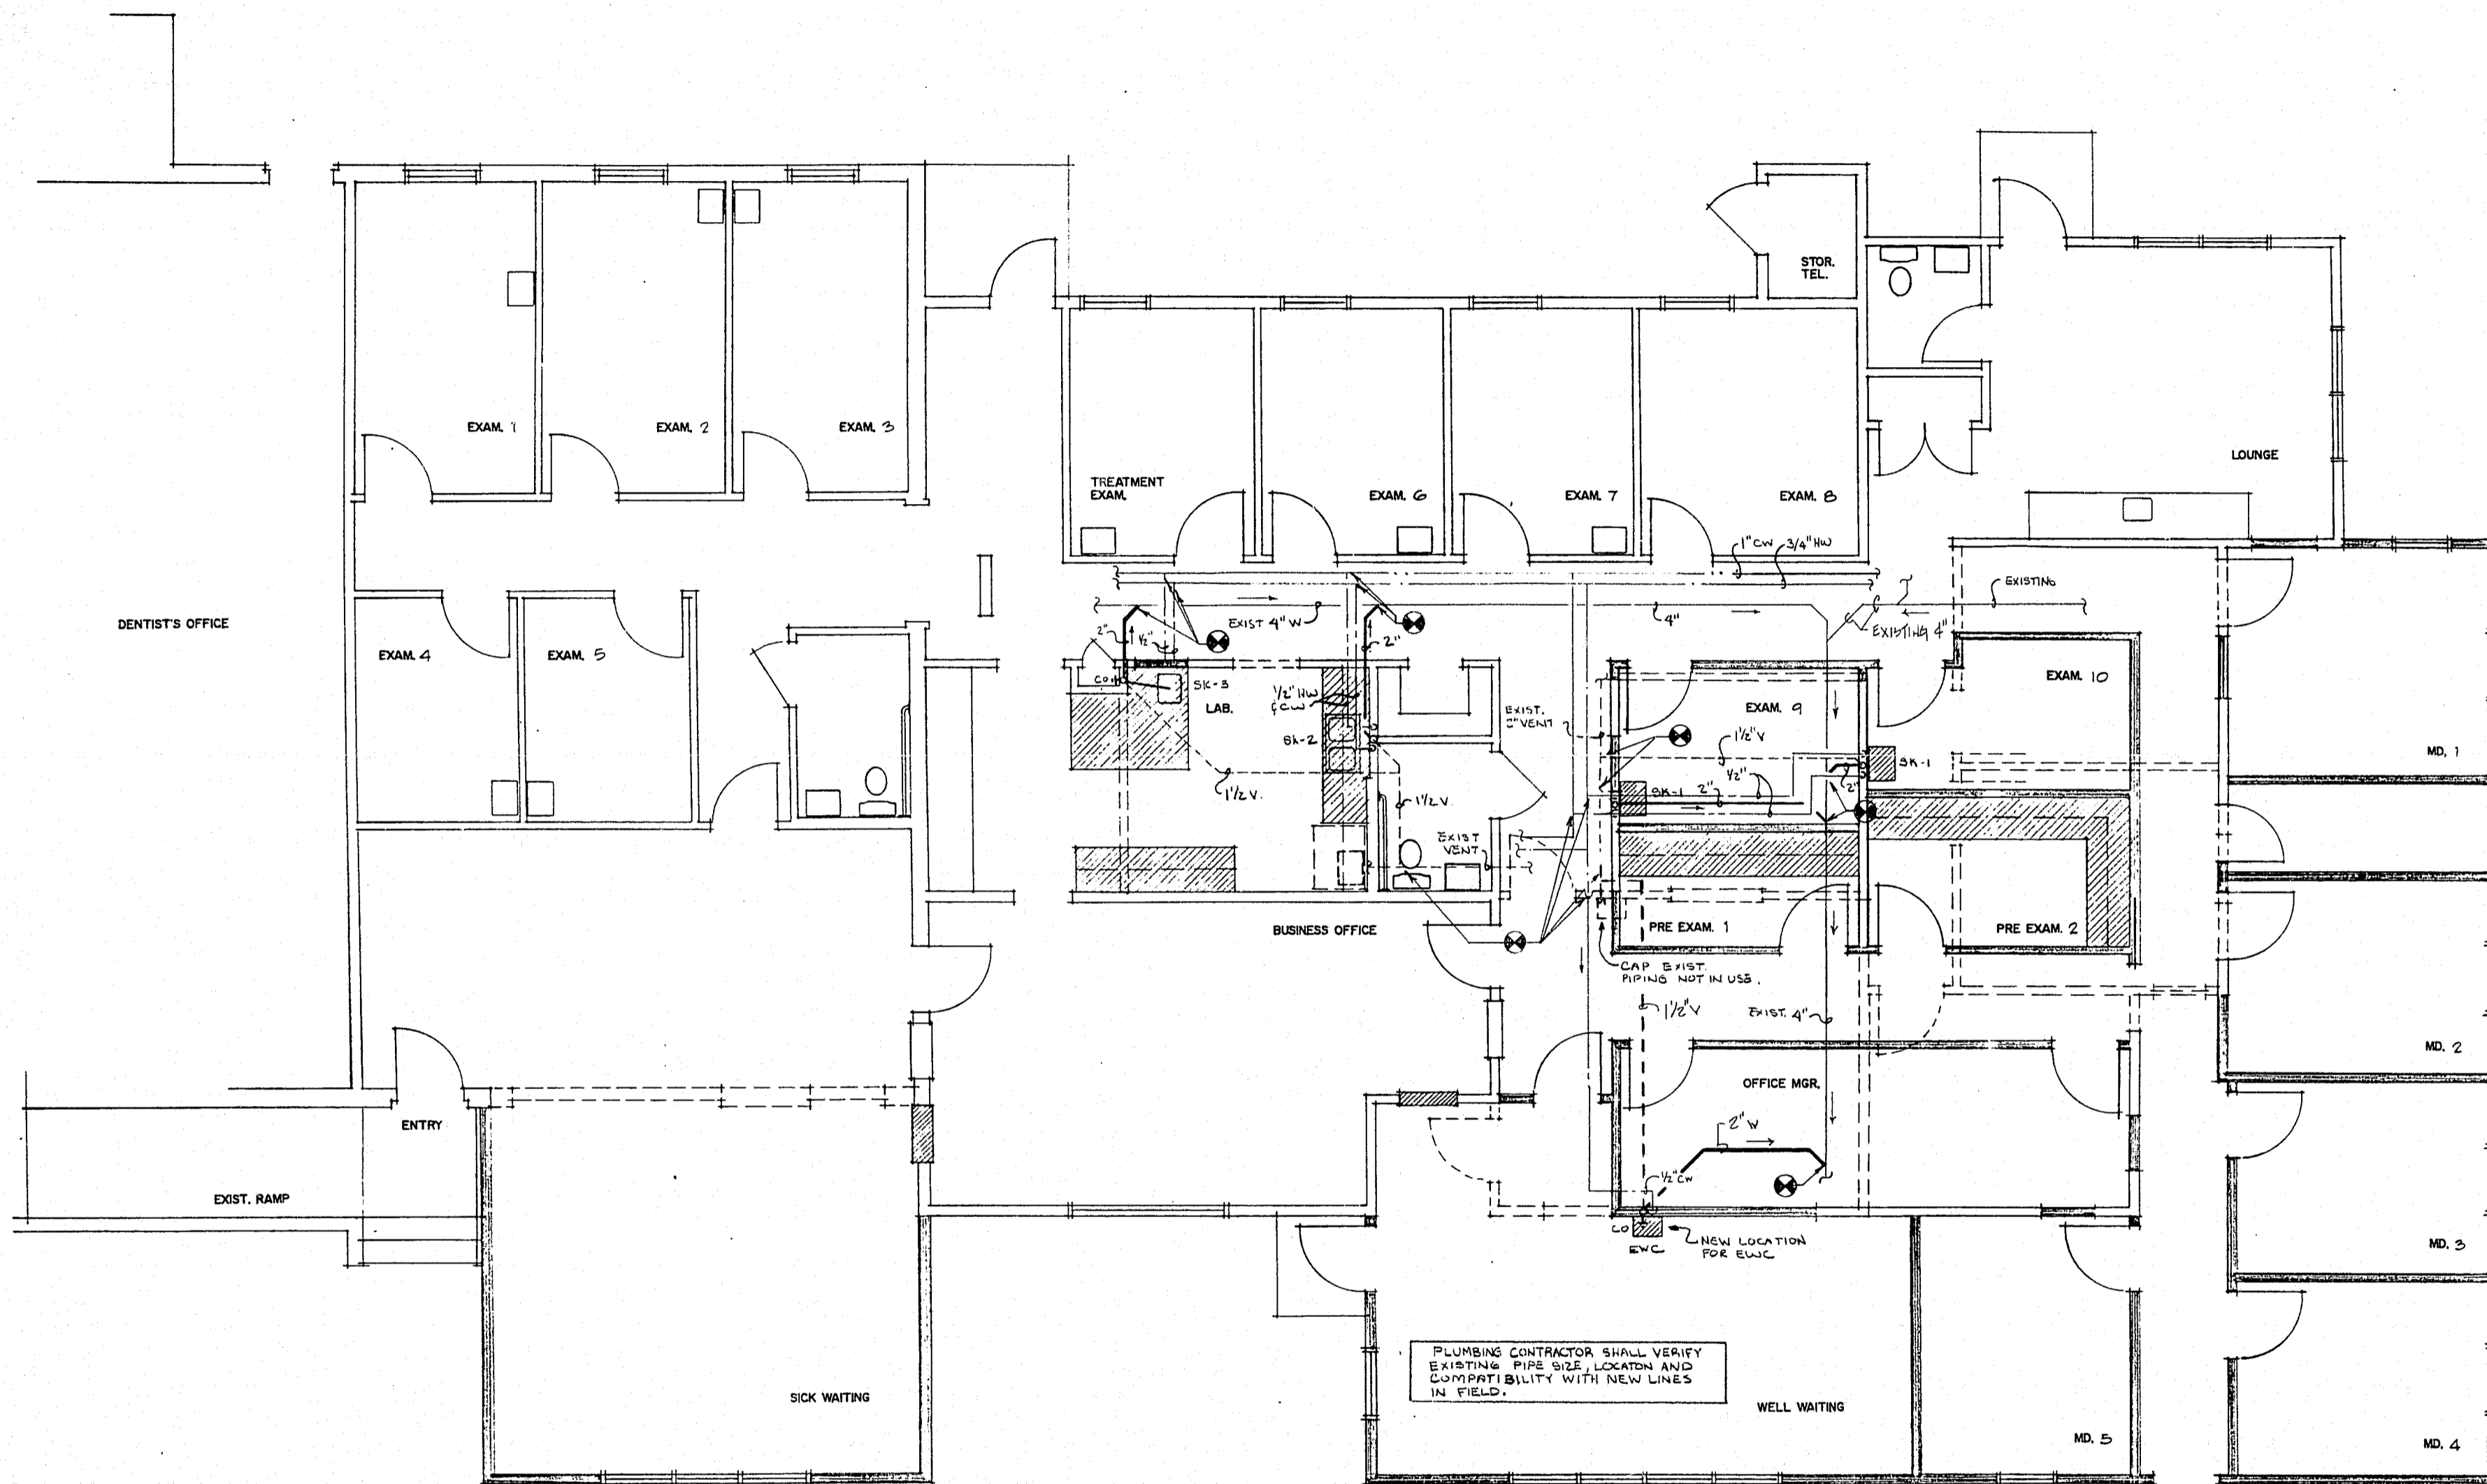 STOR.
TEL.
EXAM. 1
EXAM. 2
EXAM. 3
LOUNGE
TREATMENT
EXAM.
EXAM. 6
EXAM. 7
EXAM. 8
1" CW
3/4" HW
EXISTING
DENTIST'S OFFICE
EXIST 4" W
4"
EXISTING 4"
EXAM. 4
EXAM. 5
2"
1/2"
2"
CO
SK-3
LAB.
1/2" HW
& CW
SK-2
EXIST.
2" VENT
EXAM. 9
EXAM. 10
MD. 1
1 1/2" V
1/2"
SK-1
2"
SK-1
2"
1 1/2 V.
1 1/2 V.
EXIST
VENT
BUSINESS OFFICE
PRE EXAM. 1
PRE EXAM. 2
CAP EXIST.
PIPING NOT IN USE.
1 1/2" V
EXIST. 4"
MD. 2
OFFICE MGR.
ENTRY
2" W
1/2" CW
EXIST. RAMP
CO
EWC
NEW LOCATION
FOR EWC
MD. 3
PLUMBING CONTRACTOR SHALL VERIFY
EXISTING PIPE SIZE, LOCATON AND
COMPATIBILITY WITH NEW LINES
IN FIELD.
SICK WAITING
WELL WAITING
MD. 5
MD. 4